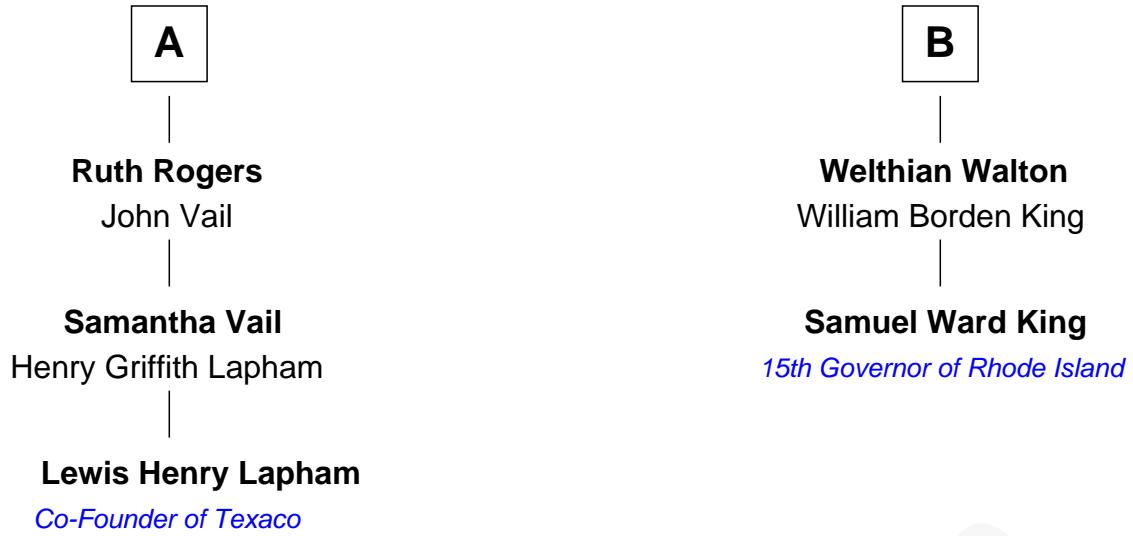 A
B
Ruth Rogers
John Vail
Welthian Walton
William Borden King
Samantha Vail
Henry Griffith Lapham
Samuel Ward King
15th Governor of Rhode Island
Lewis Henry Lapham
Co-Founder of Texaco